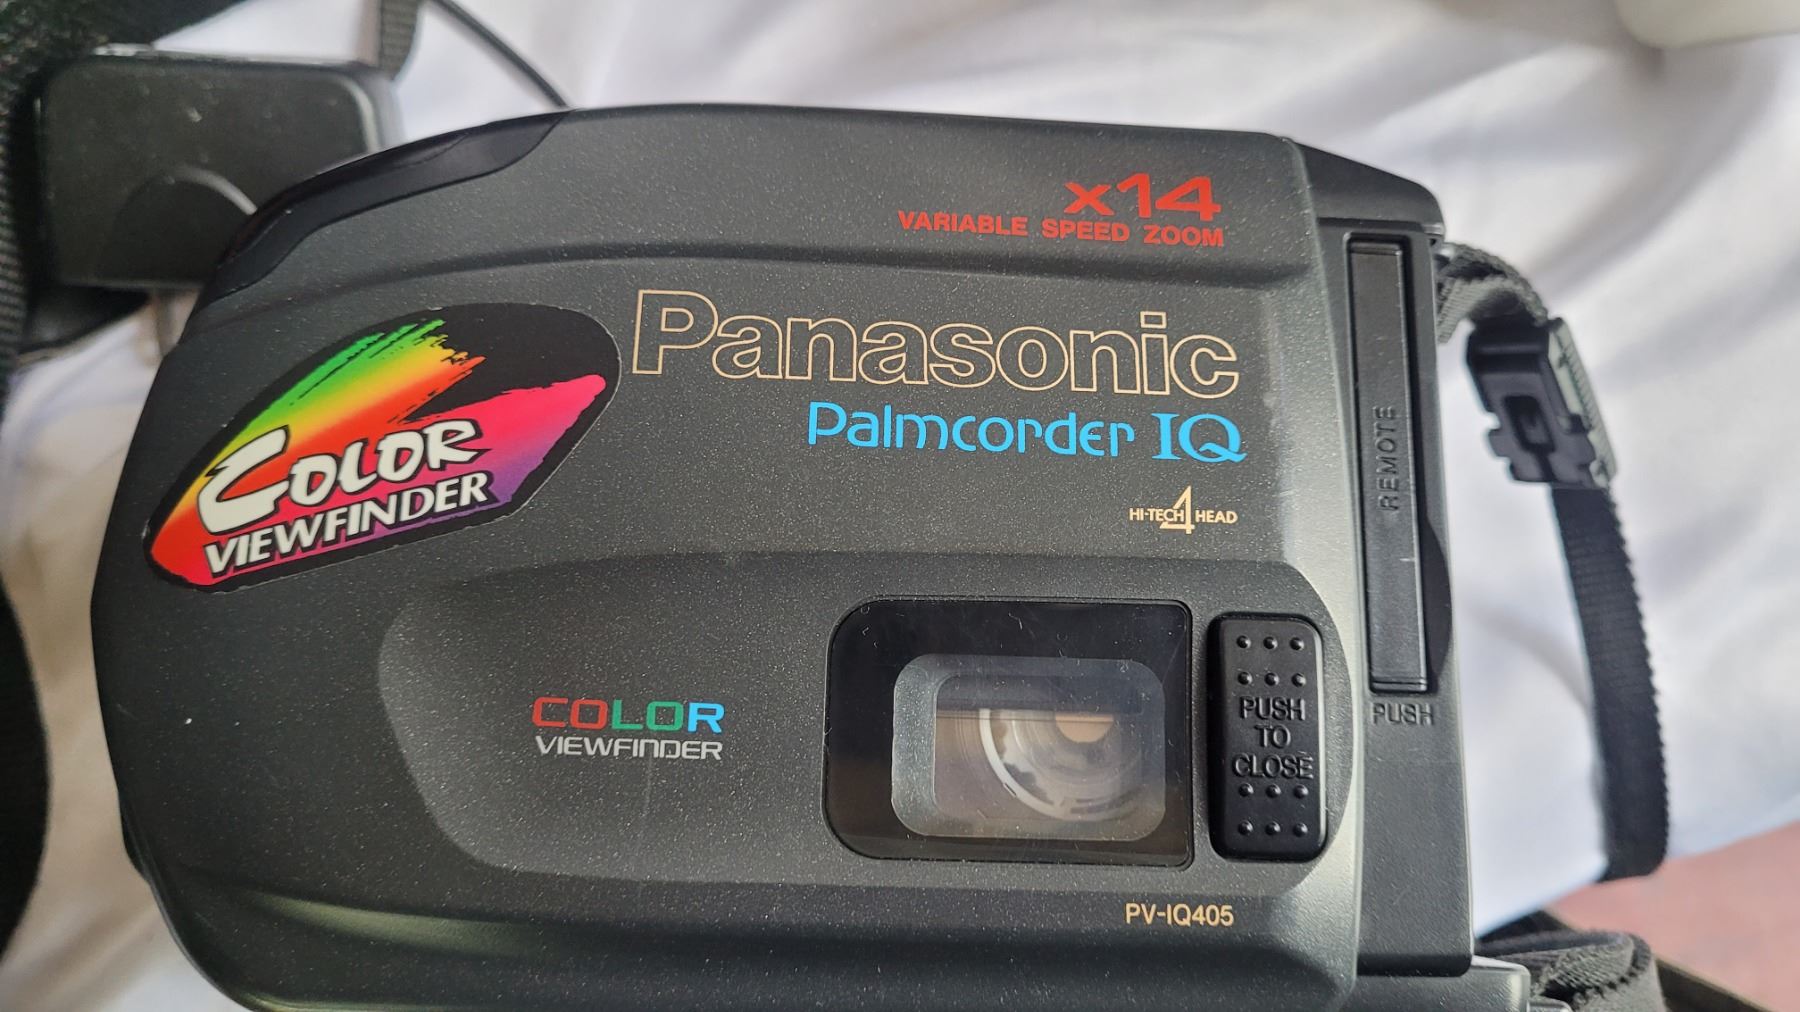 x14
VARIABLE SPEED ZOOM
Panasonic
Palmcorder IQ
COLOR
VIEWFINDER
HI-TECH 4 HEAD
REMOTE
PUSH
COLOR
VIEWFINDER
PUSH
TO
CLOSE
PV-IQ405